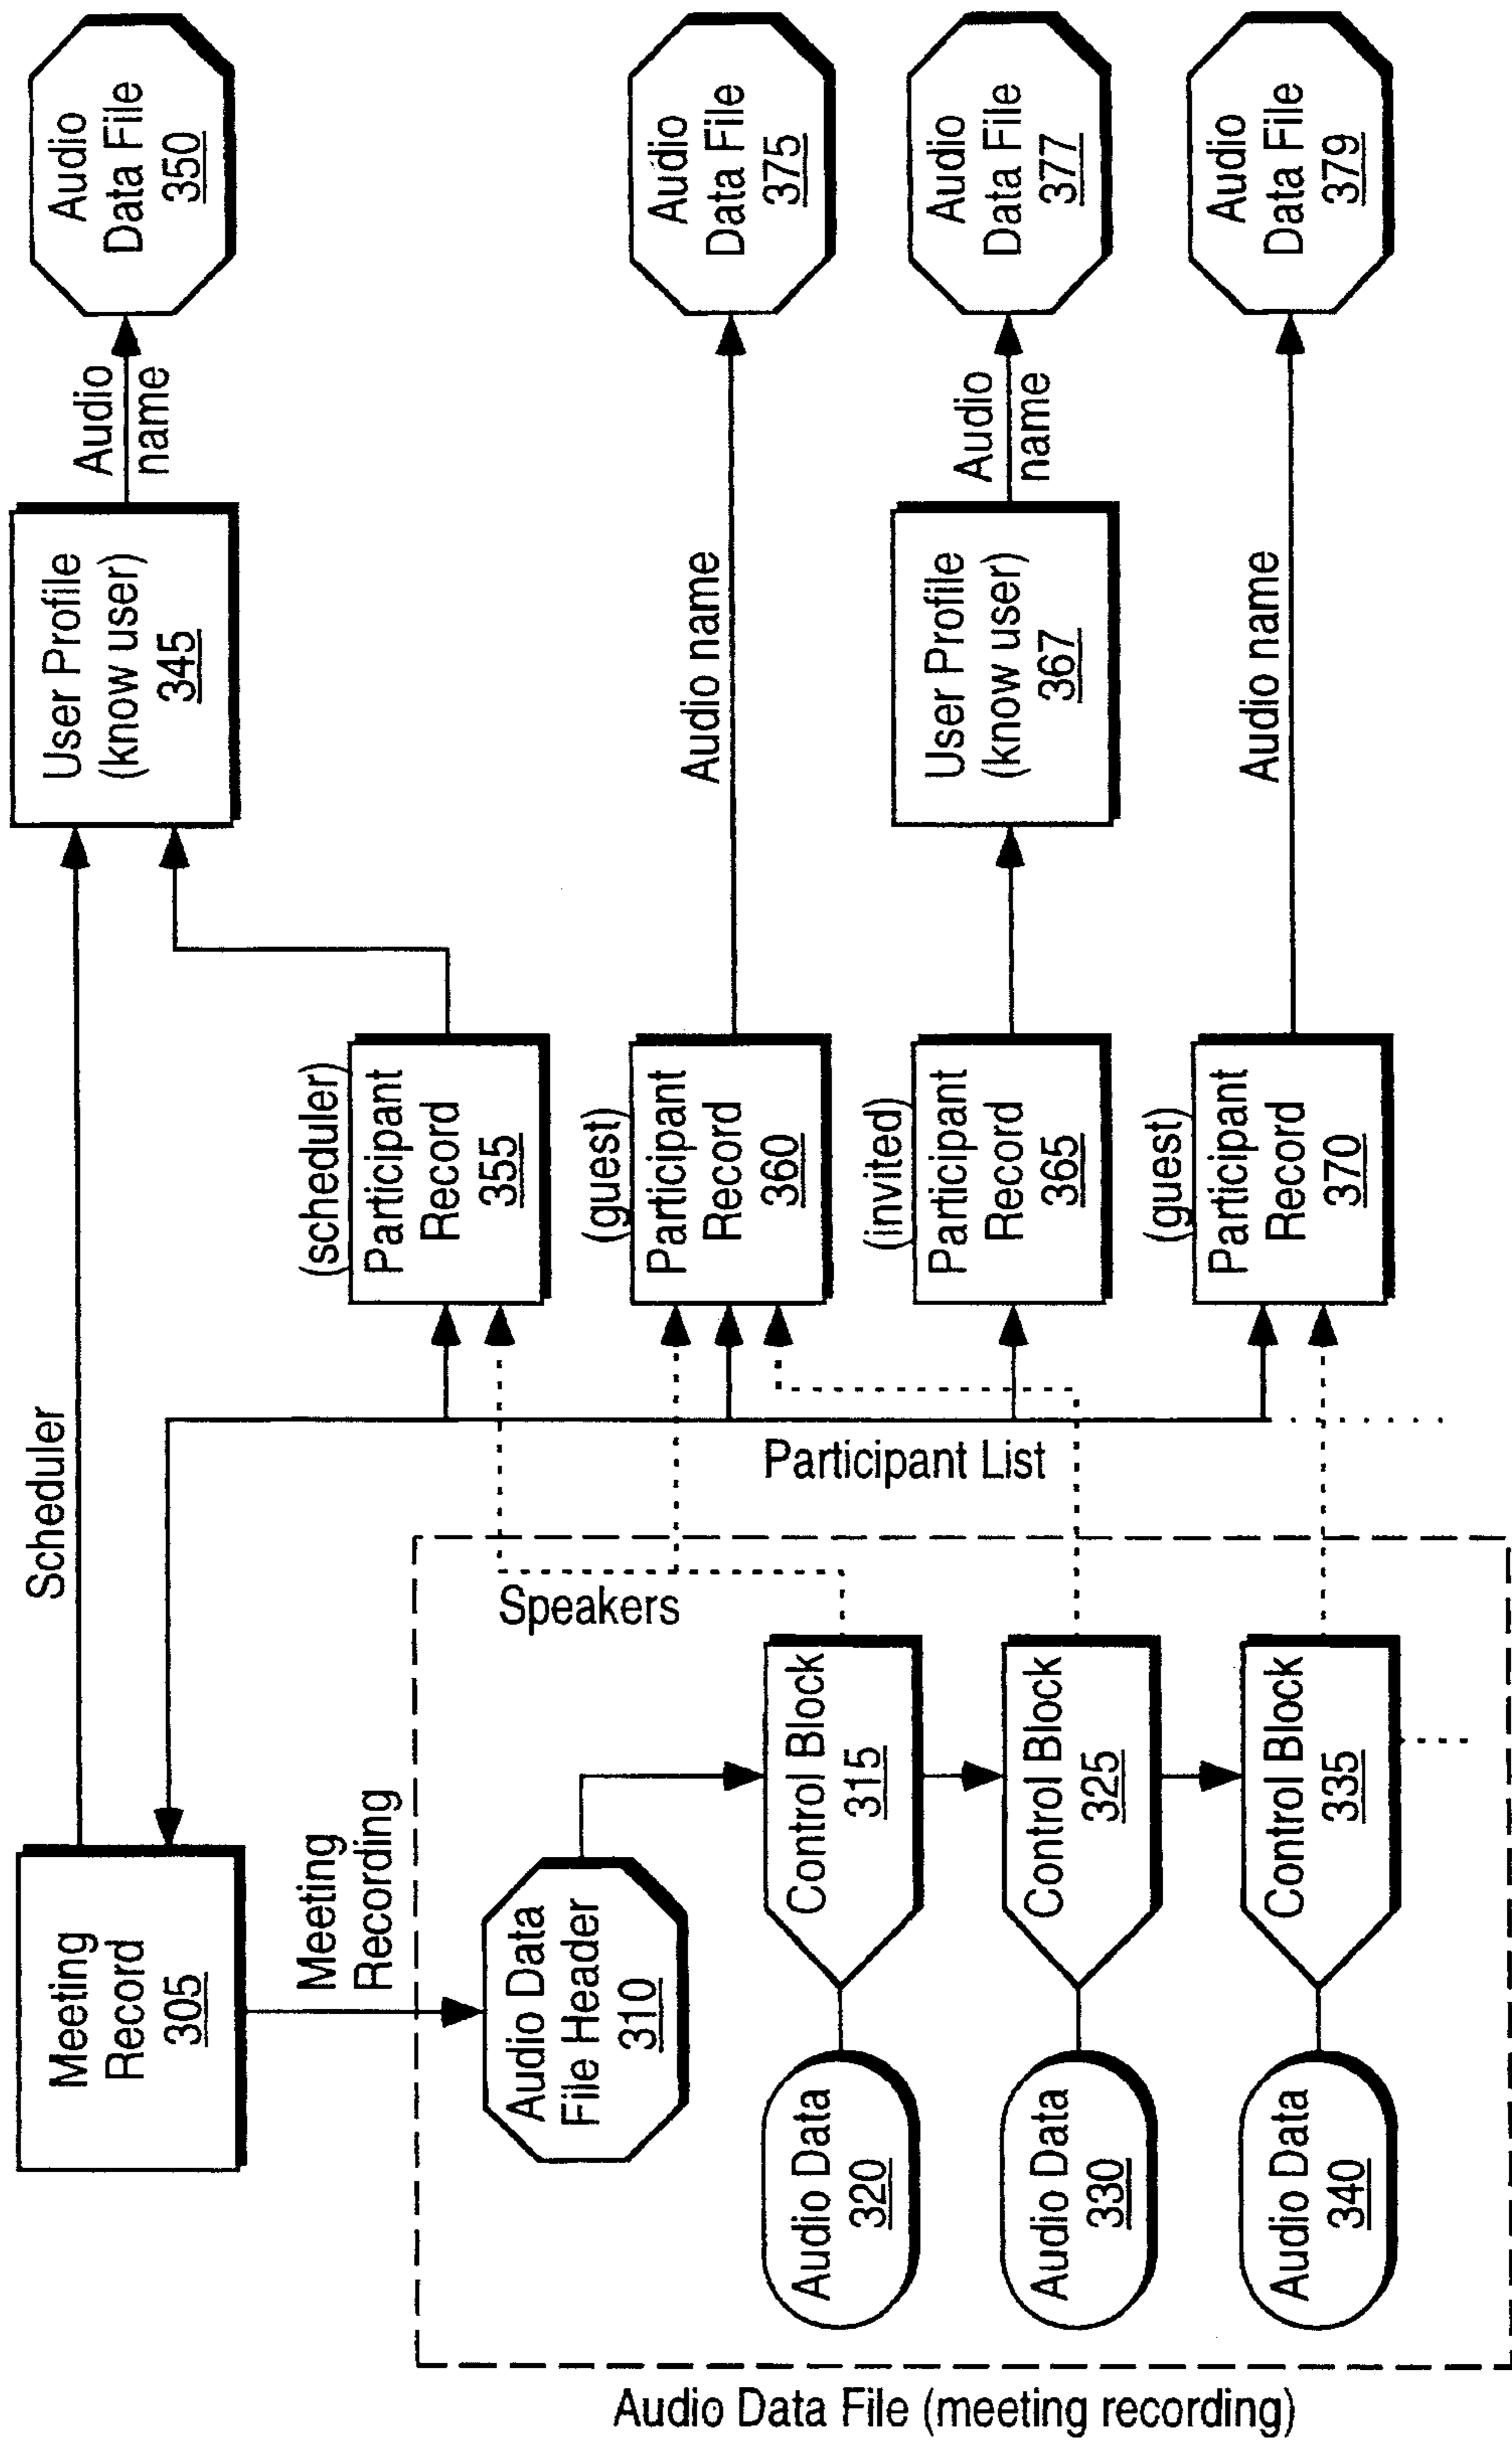 Meeting
Record
305
Scheduler
User Profile
(know user)
345
Audio
name
Audio
Data File
350
Meeting
Recording
Audio Data
File Header
310
Speakers
Participant List
(scheduler)
Participant
Record
355
(guest)
Participant
Record
360
Audio name
Audio
Data File
375
Audio Data
320
Control Block
315
(invited)
Participant
Record
365
User Profile
(know user)
367
Audio
name
Audio
Data File
377
Audio Data
330
Control Block
325
(guest)
Participant
Record
370
Audio name
Audio
Data File
379
Audio Data
340
Control Block
335
Audio Data File (meeting recording)